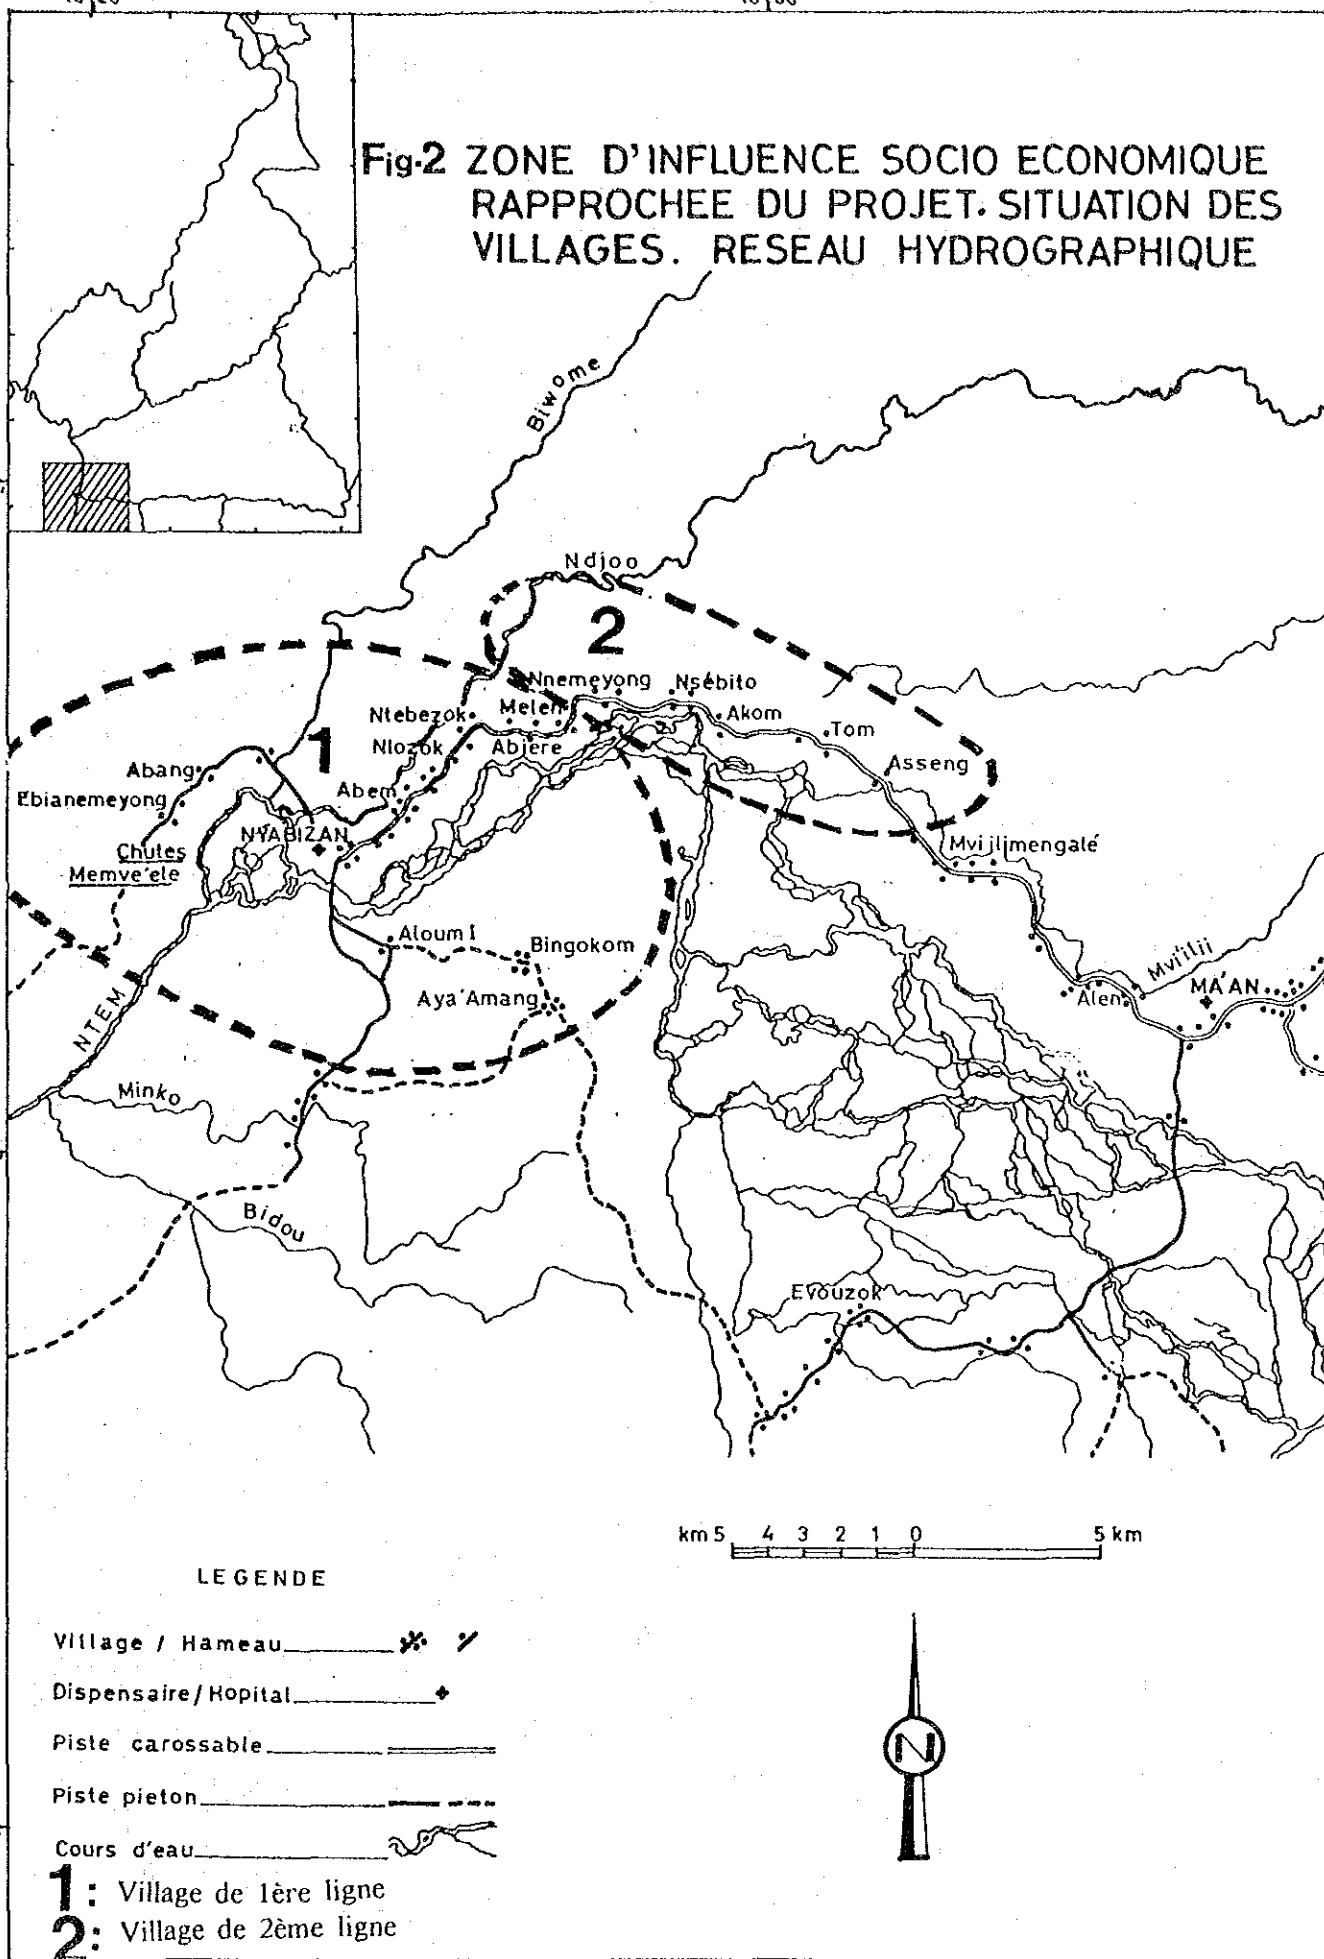 Fig.2 ZONE D'INFLUENCE SOCIO ECONOMIQUE
RAPPROCHEE DU PROJET. SITUATION DES
VILLAGES. RESEAU HYDROGRAPHIQUE
Biwome
Ndjoo
2
Nnemeyong
Nsébito
Ntebezok
Melen
Akom
1
Nlozok
Abjere
Tom
Abang
Asseng
Ebianemeyong
Abem
NYABIZAN
Chutes
Memve'ele
Mvijlimengalé
Aloum I
Bingokom
Mvi'ilii
Aya'Amang
Alen
MA'AN
NTEM
Minko
Bidou
Evouzok
km 5 4 3 2 1 0 5 km
LEGENDE
Village / Hameau
Dispensaire/Hopital
Piste carossable
Piste pieton
Cours d'eau
N
1: Village de 1ère ligne
2: Village de 2ème ligne